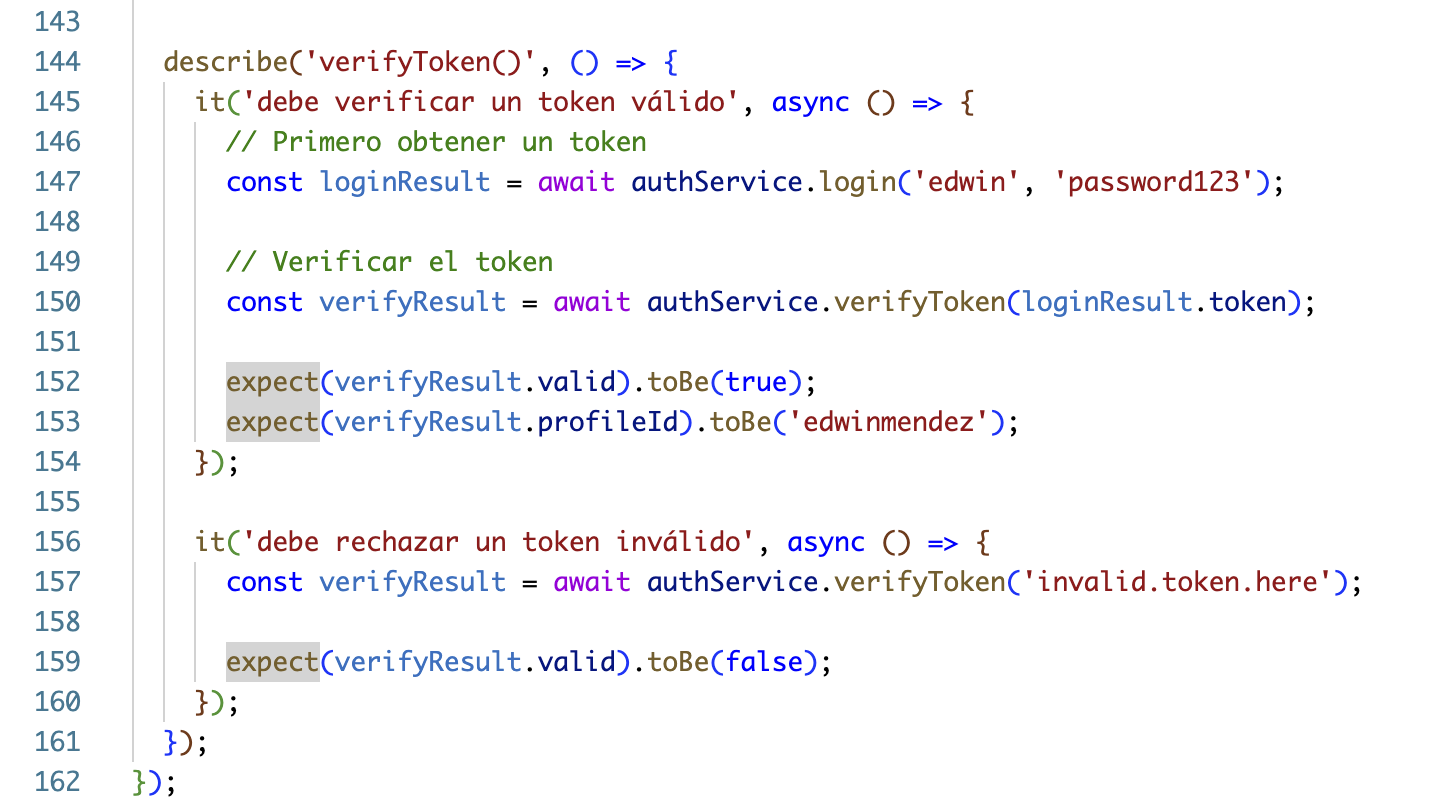 143
144 describe('verifyToken()', () => {
145 it('debe verificar un token válido', async () => {
146 // Primero obtener un token
147 const loginResult = await authService.login('edwin', 'password123');
148
149 // Verificar el token
150 const verifyResult = await authService.verifyToken(loginResult.token);
151
152 expect(verifyResult.valid).toBe(true);
153 expect(verifyResult.profileId).toBe('edwinmendez');
154 });
155
156 it('debe rechazar un token inválido', async () => {
157 const verifyResult = await authService.verifyToken('invalid.token.here');
158
159 expect(verifyResult.valid).toBe(false);
160 });
161 });
162 });